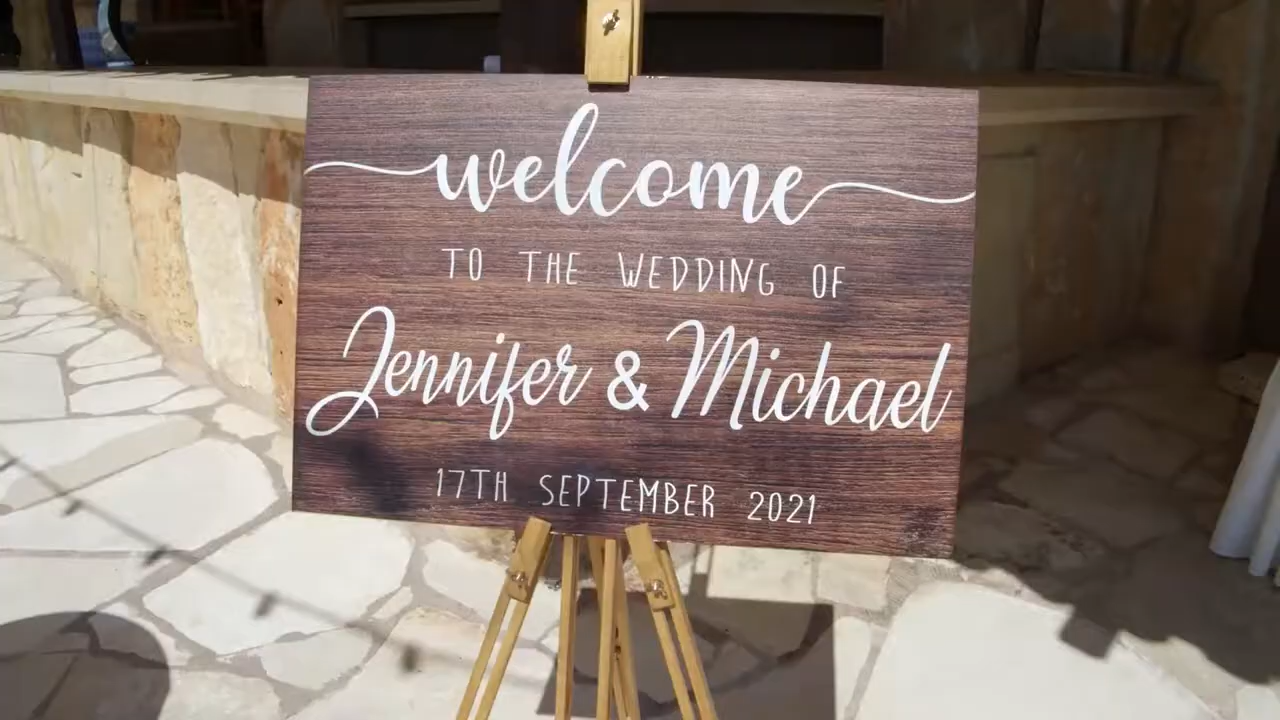 welcome
TO THE WEDDING OF
Jennifer & Michael
17TH SEPTEMBER 2021